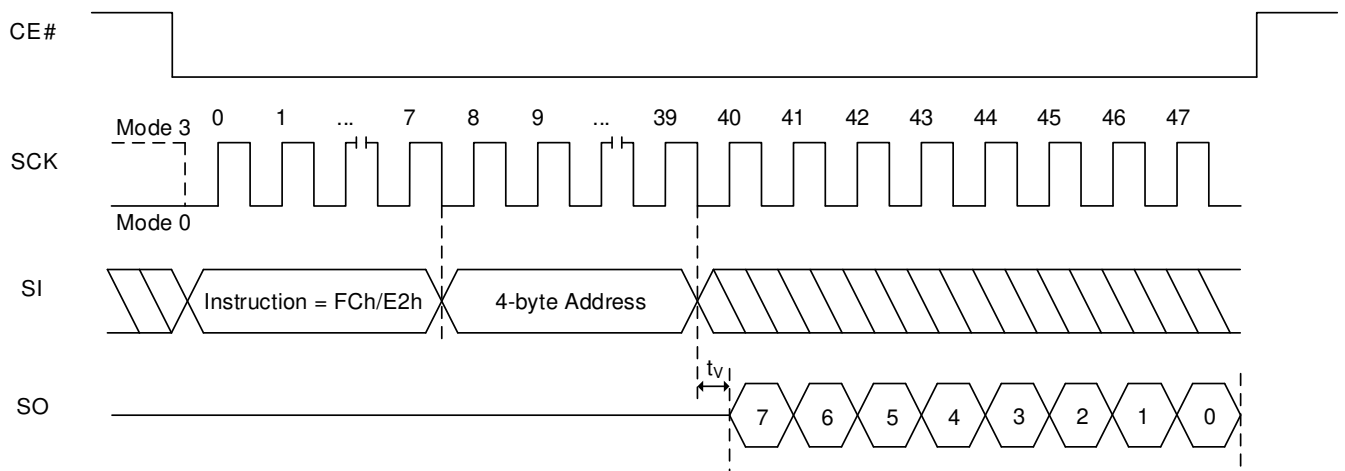 CE#
Mode 3
0 1 ... 7 8 9 ... 39 40 41 42 43 44 45 46 47
SCK
Mode 0
SI
Instruction = FCh/E2h
4-byte Address
tV
SO
7 6 5 4 3 2 1 0